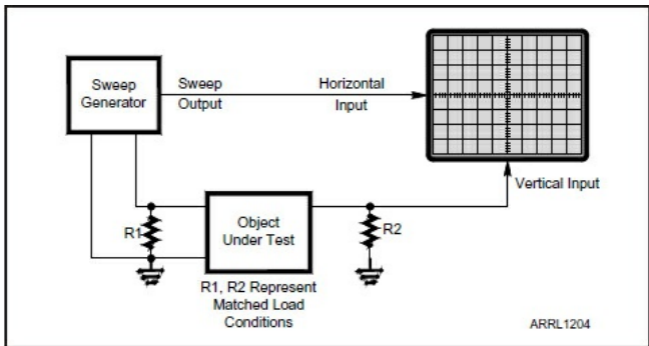 Sweep
Generator
Sweep
Output
Horizontal
Input
Vertical Input
R1
Object
Under Test
R2
R1, R2 Represent
Matched Load
Conditions
ARRL1204